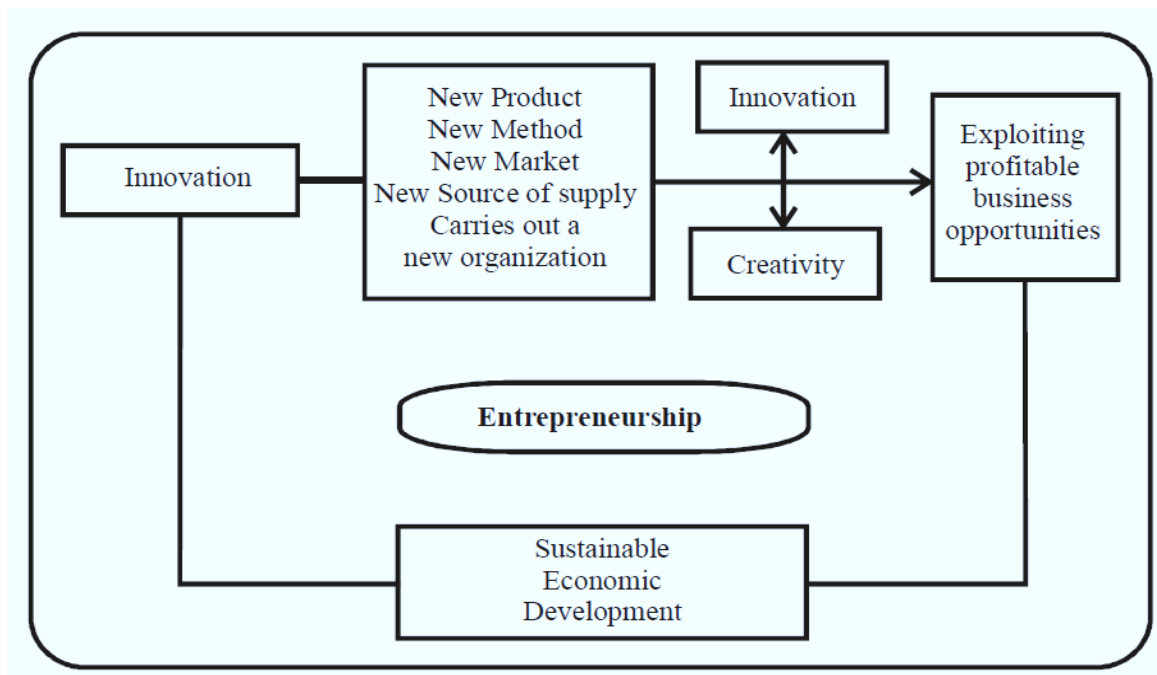 Innovation
New Product
New Method
New Market
New Source of supply
Carries out a
new organization
Innovation
Creativity
Exploiting
profitable
business
opportunities
Entrepreneurship
Sustainable
Economic
Development